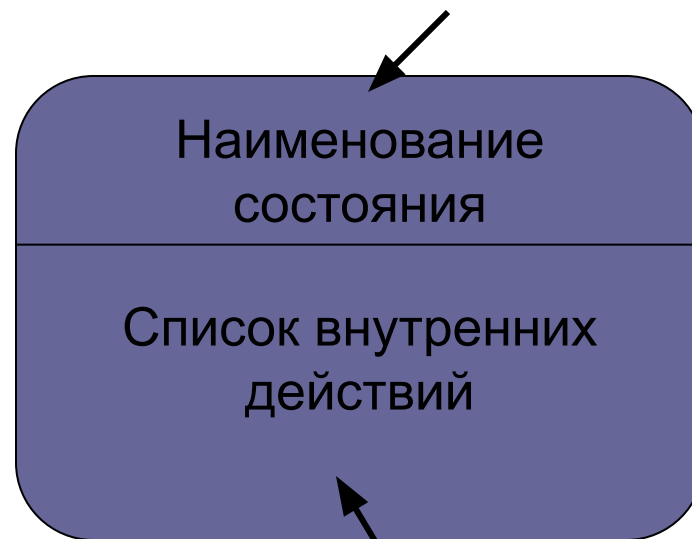 Наименование
состояния
Список внутренних
действий